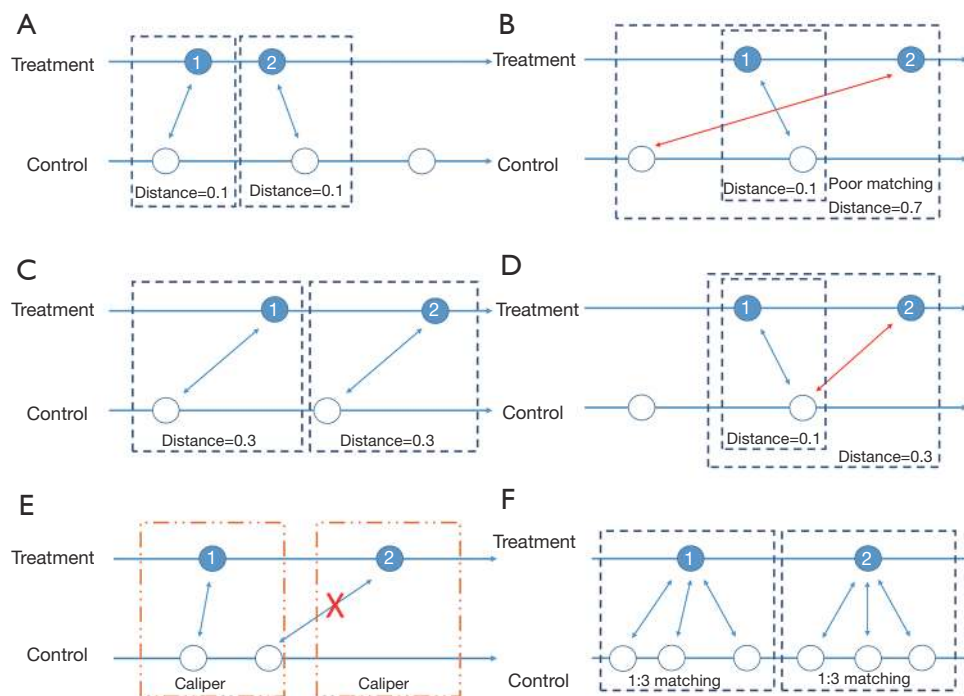 A
Treatment
1
2
Control
Distance=0.1
Distance=0.1
B
Treatment
1
2
Control
Distance=0.1
Poor matching
Distance=0.7
C
Treatment
1
2
Control
Distance=0.3
Distance=0.3
D
Treatment
1
2
Control
Distance=0.1
Distance=0.3
E
Treatment
1
2
X
Control
Caliper
Caliper
F
Treatment
1
2
Control
1:3 matching
1:3 matching